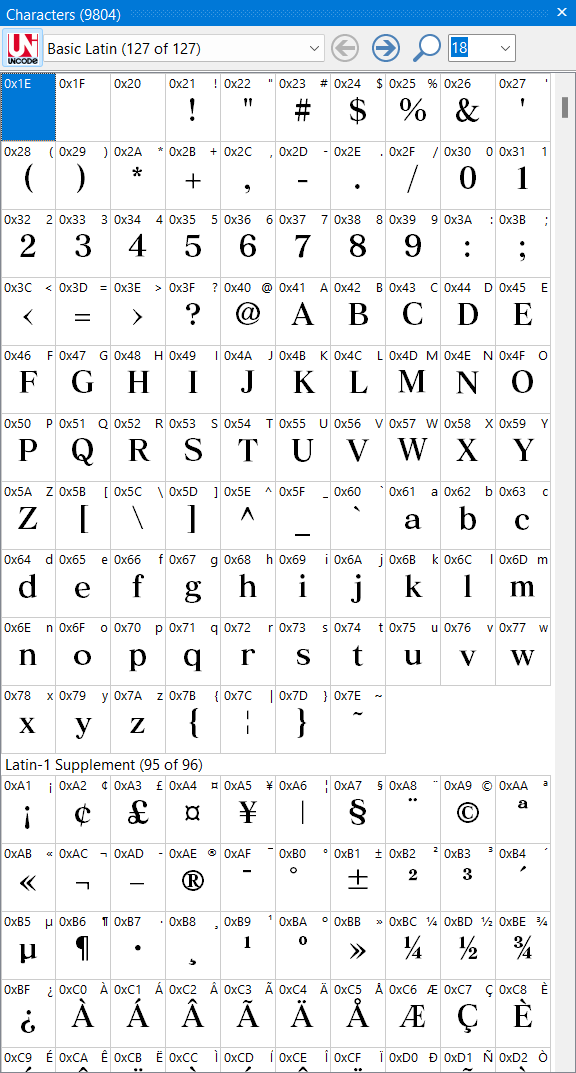 Characters (9804)
UNCODE Basic Latin (127 of 127) 18
0x1E 0x1F 0x20 0x21 ! 0x22 " 0x23 # 0x24 $ 0x25 % 0x26 0x27 '
! " # $ % & '
0x28 ( 0x29 ) 0x2A * 0x2B + 0x2C , 0x2D - 0x2E . 0x2F / 0x30 0 0x31 1
( ) * + , - . / 0 1
0x32 2 0x33 3 0x34 4 0x35 5 0x36 6 0x37 7 0x38 8 0x39 9 0x3A : 0x3B ;
2 3 4 5 6 7 8 9 : ;
0x3C < 0x3D = 0x3E > 0x3F ? 0x40 @ 0x41 A 0x42 B 0x43 C 0x44 D 0x45 E
< = > ? @ A B C D E
0x46 F 0x47 G 0x48 H 0x49 I 0x4A J 0x4B K 0x4C L 0x4D M 0x4E N 0x4F O
F G H I J K L M N O
0x50 P 0x51 Q 0x52 R 0x53 S 0x54 T 0x55 U 0x56 V 0x57 W 0x58 X 0x59 Y
P Q R S T U V W X Y
0x5A Z 0x5B [ 0x5C \ 0x5D ] 0x5E ^ 0x5F _ 0x60 ` 0x61 a 0x62 b 0x63 c
Z [ \ ] ^ _ ` a b c
0x64 d 0x65 e 0x66 f 0x67 g 0x68 h 0x69 i 0x6A j 0x6B k 0x6C l 0x6D m
d e f g h i j k l m
0x6E n 0x6F o 0x70 p 0x71 q 0x72 r 0x73 s 0x74 t 0x75 u 0x76 v 0x77 w
n o p q r s t u v w
0x78 x 0x79 y 0x7A z 0x7B { 0x7C | 0x7D } 0x7E ~
x y z { ¦ } ~
Latin-1 Supplement (95 of 96)
0xA1 ¡ 0xA2 ¢ 0xA3 £ 0xA4 ¤ 0xA5 ¥ 0xA6 ¦ 0xA7 § 0xA8 ¨ 0xA9 © 0xAA ª
¡ ¢ £ ¤ ¥ | § ¨ © ª
0xAB « 0xAC ¬ 0xAD - 0xAE ® 0xAF ¯ 0xB0 ° 0xB1 ± 0xB2 ² 0xB3 ³ 0xB4 ´
« ¬ – ® ¯ ° ± ² ³ ´
0xB5 µ 0xB6 ¶ 0xB7 · 0xB8 ¸ 0xB9 ¹ 0xBA º 0xBB » 0xBC ¼ 0xBD ½ 0xBE ¾
µ ¶ · ¸ ¹ º » ¼ ½ ¾
0xBF ¿ 0xC0 À 0xC1 Á 0xC2 Â 0xC3 Ã 0xC4 Ä 0xC5 Å 0xC6 Æ 0xC7 Ç 0xC8 È
¿ À Á Â Ã Ä Å Æ Ç È
0xC9 É 0xCA Ê 0xCB Ë 0xCC Ì 0xCD Í 0xCE Î 0xCF Ï 0xD0 Ð 0xD1 Ñ 0xD2 Ò